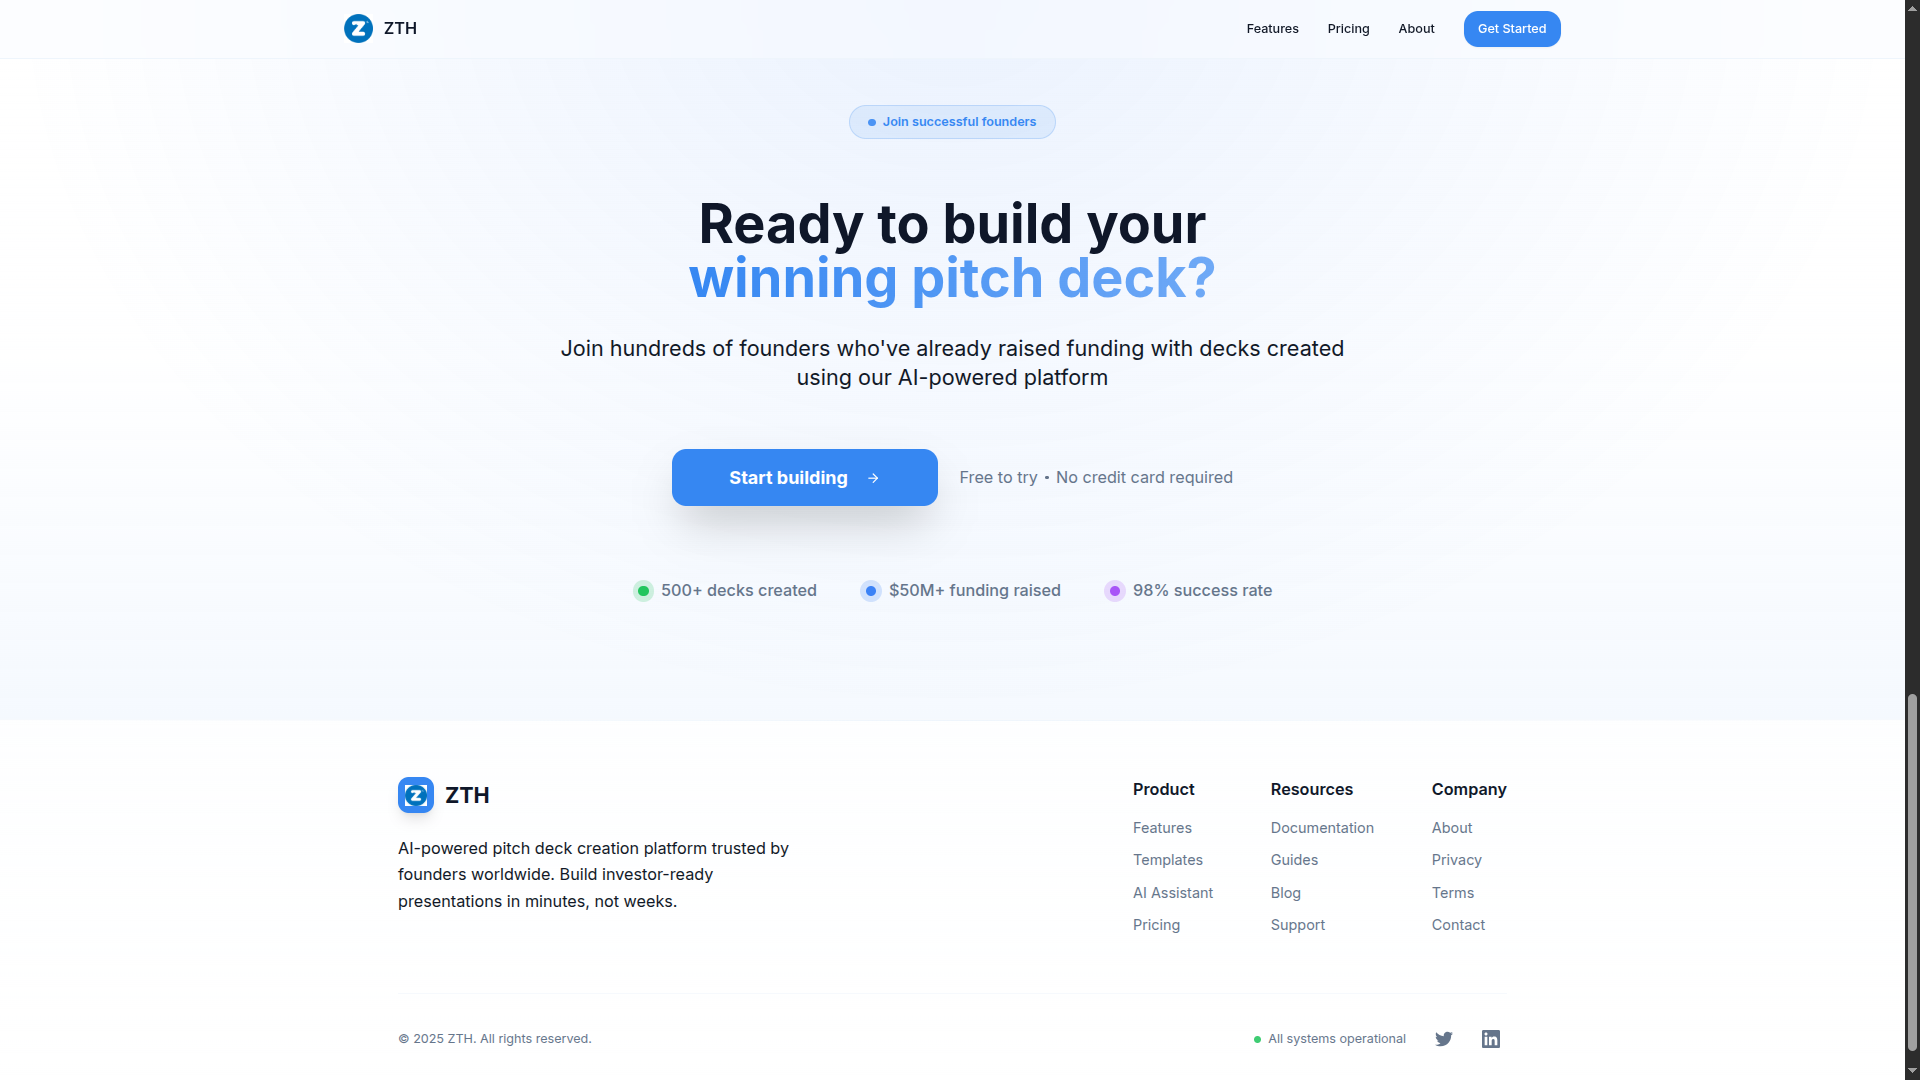 ZTH
Features
Pricing
About
Get Started
Join successful founders
Ready to build your
winning pitch deck?
Join hundreds of founders who've already raised funding with decks created
using our AI-powered platform
Start building →
Free to try • No credit card required
500+ decks created
$50M+ funding raised
98% success rate
ZTH
AI-powered pitch deck creation platform trusted by
founders worldwide. Build investor-ready
presentations in minutes, not weeks.
Product
Features
Templates
AI Assistant
Pricing
Resources
Documentation
Guides
Blog
Support
Company
About
Privacy
Terms
Contact
© 2025 ZTH. All rights reserved.
All systems operational